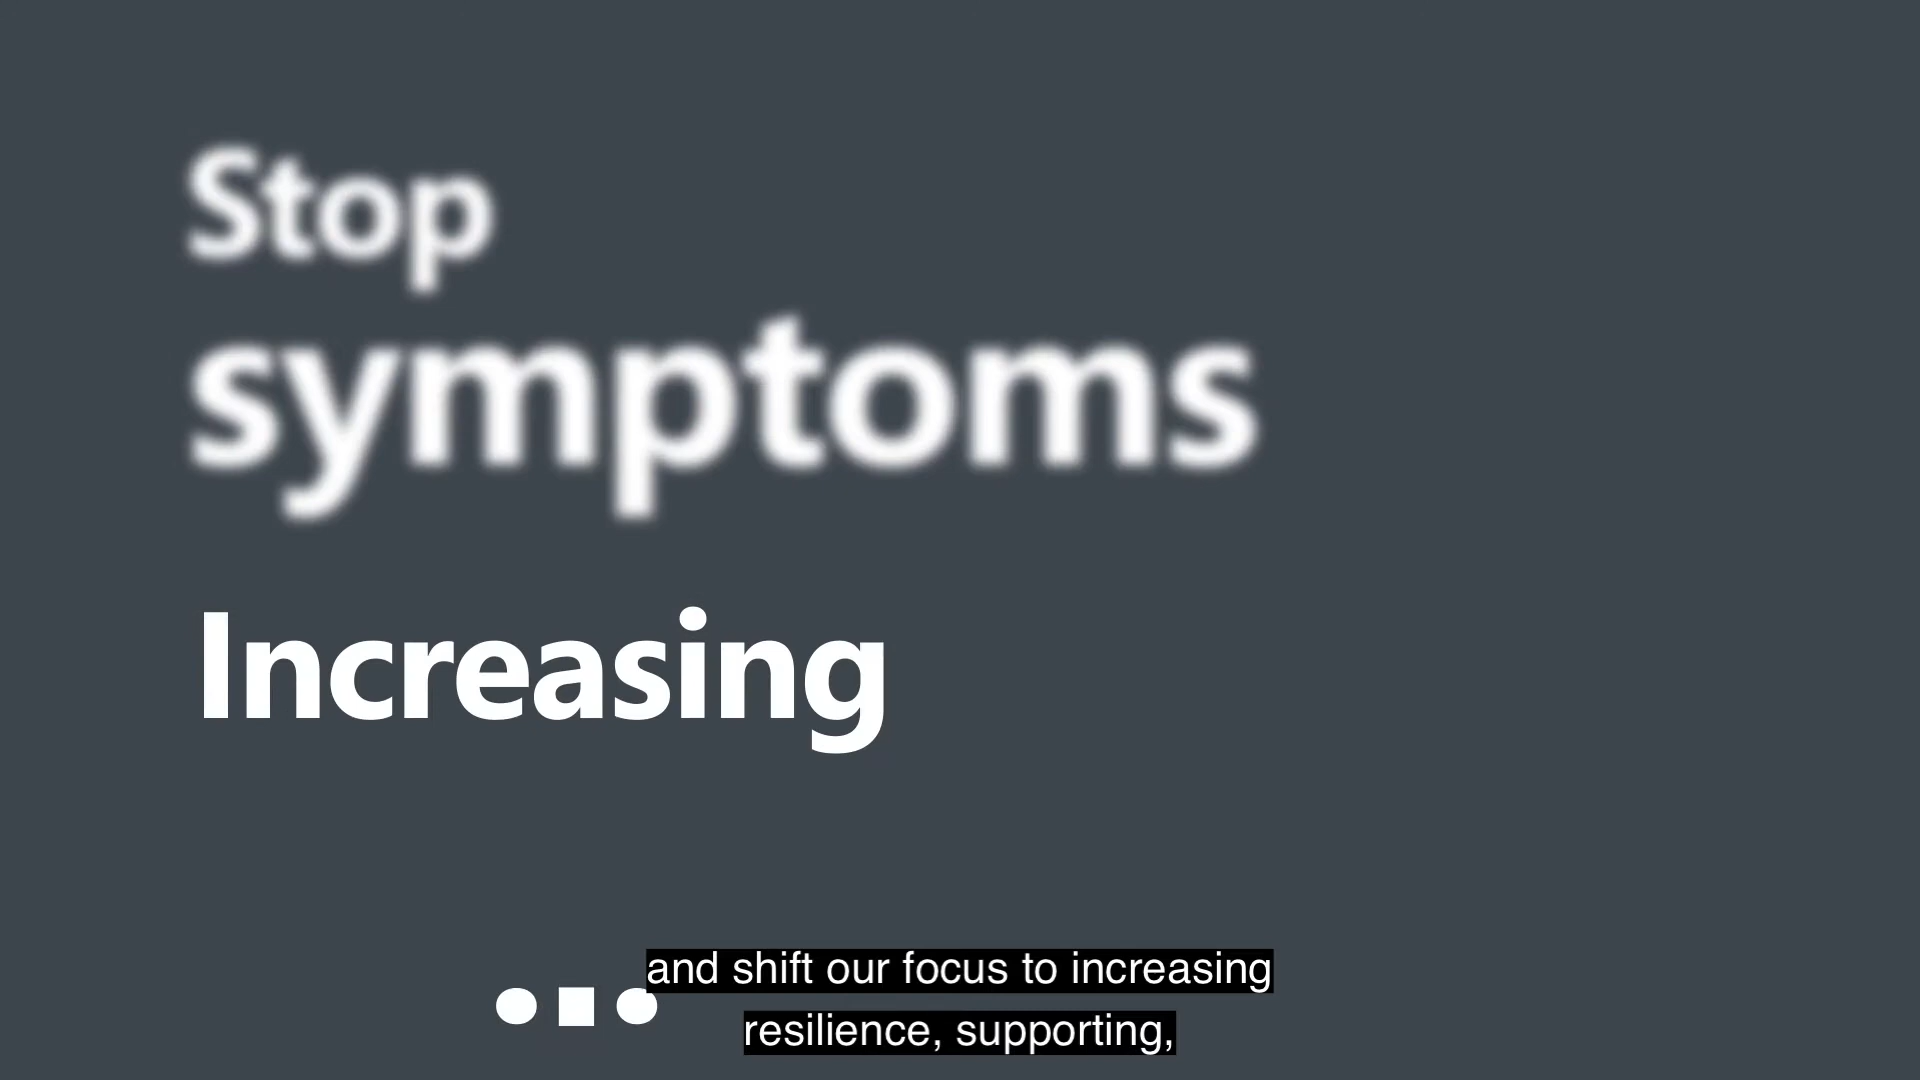 Stop
symptoms
Increasing
and shift our focus to increasing
resilience, supporting,